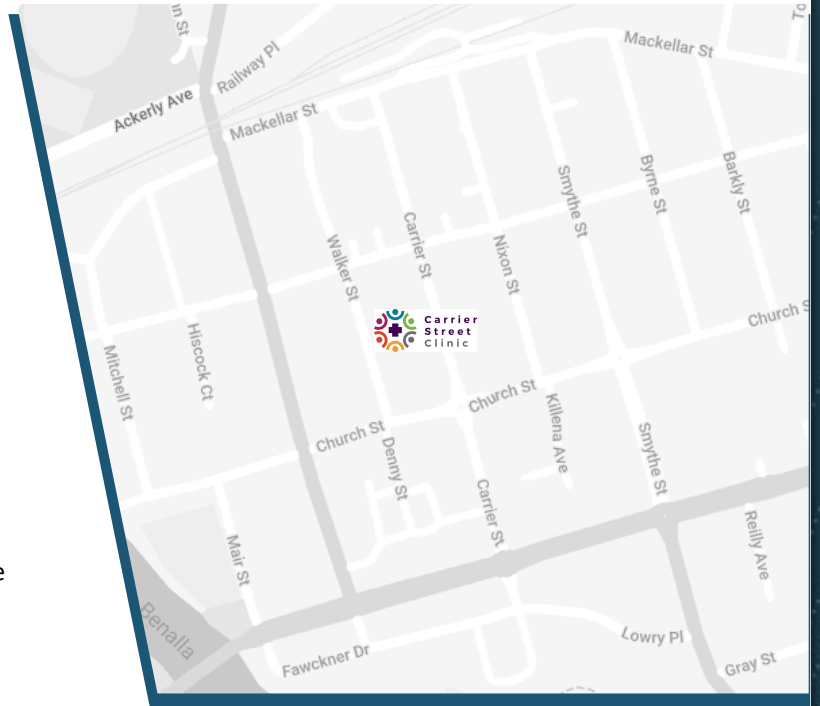 Mackellar St
Railway Pl
Ackerly Ave
Mackellar St
Smythe St
Byrne St
Barkly St
Carrier St
Walker St
Nixon St
Carrier
Street
Clinic
Church S
Hiscock Ct
Mitchell St
Church St
Church St
Killena Ave
Denny St
Smythe St
Carrier St
Reilly Ave
Mair St
e
Benalla
Lowry Pl
Fawckner Dr
Gray St